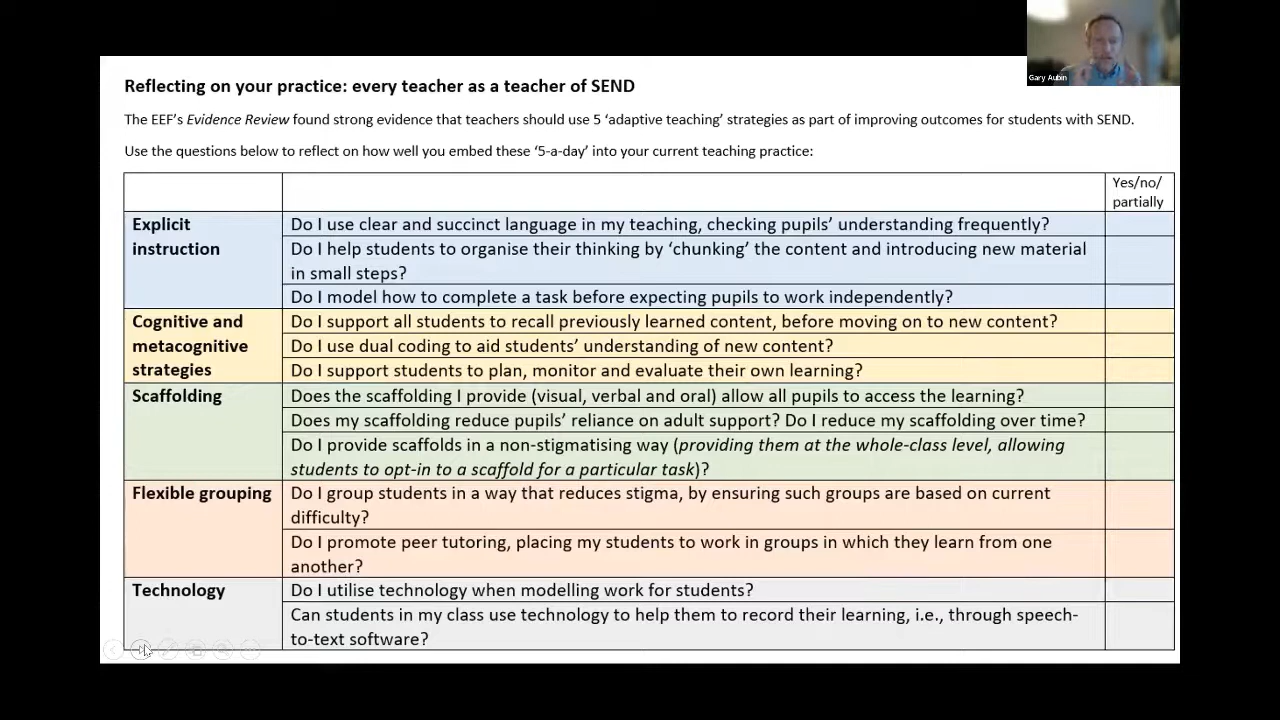 Gary Aubin
Reflecting on your practice: every teacher as a teacher of SEND
The EEF's Evidence Review found strong evidence that teachers should use 5 'adaptive teaching' strategies as part of improving outcomes for students with SEND.
Use the questions below to reflect on how well you embed these '5-a-day' into your current teaching practice:
Yes/no/
partially
Explicit
instruction
Do I use clear and succinct language in my teaching, checking pupils' understanding frequently?
Do I help students to organise their thinking by 'chunking' the content and introducing new material
in small steps?
Do I model how to complete a task before expecting pupils to work independently?
Cognitive and
metacognitive
strategies
Do I support all students to recall previously learned content, before moving on to new content?
Do I use dual coding to aid students' understanding of new content?
Do I support students to plan, monitor and evaluate their own learning?
Scaffolding
Does the scaffolding I provide (visual, verbal and oral) allow all pupils to access the learning?
Does my scaffolding reduce pupils' reliance on adult support? Do I reduce my scaffolding over time?
Do I provide scaffolds in a non-stigmatising way (providing them at the whole-class level, allowing
students to opt-in to a scaffold for a particular task)?
Flexible grouping
Do I group students in a way that reduces stigma, by ensuring such groups are based on current
difficulty?
Do I promote peer tutoring, placing my students to work in groups in which they learn from one
another?
Technology
Do I utilise technology when modelling work for students?
Can students in my class use technology to help them to record their learning, i.e., through speech-
to-text software?